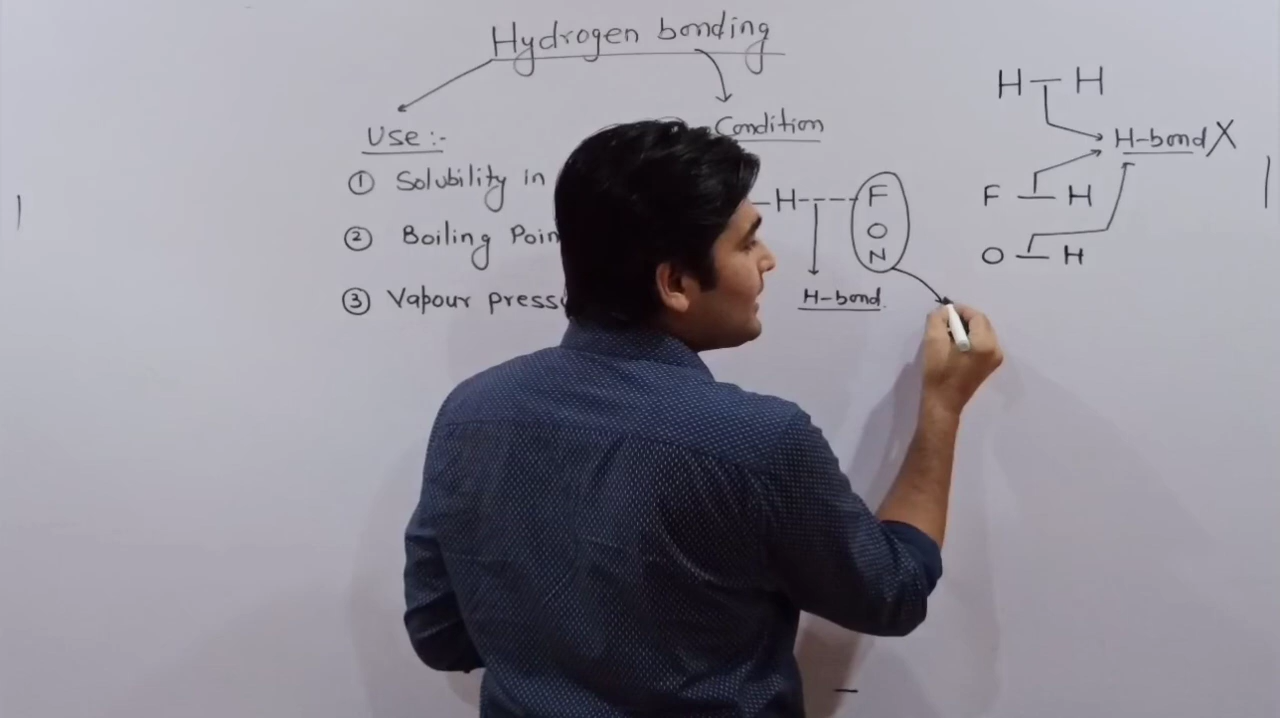 Hydrogen bonding
Use :-
① Solubility in
② Boiling Poin
③ Vapour press
Condition
-H----F
O
N
H-bond.
H-H
H-bond X
F-H
O-H